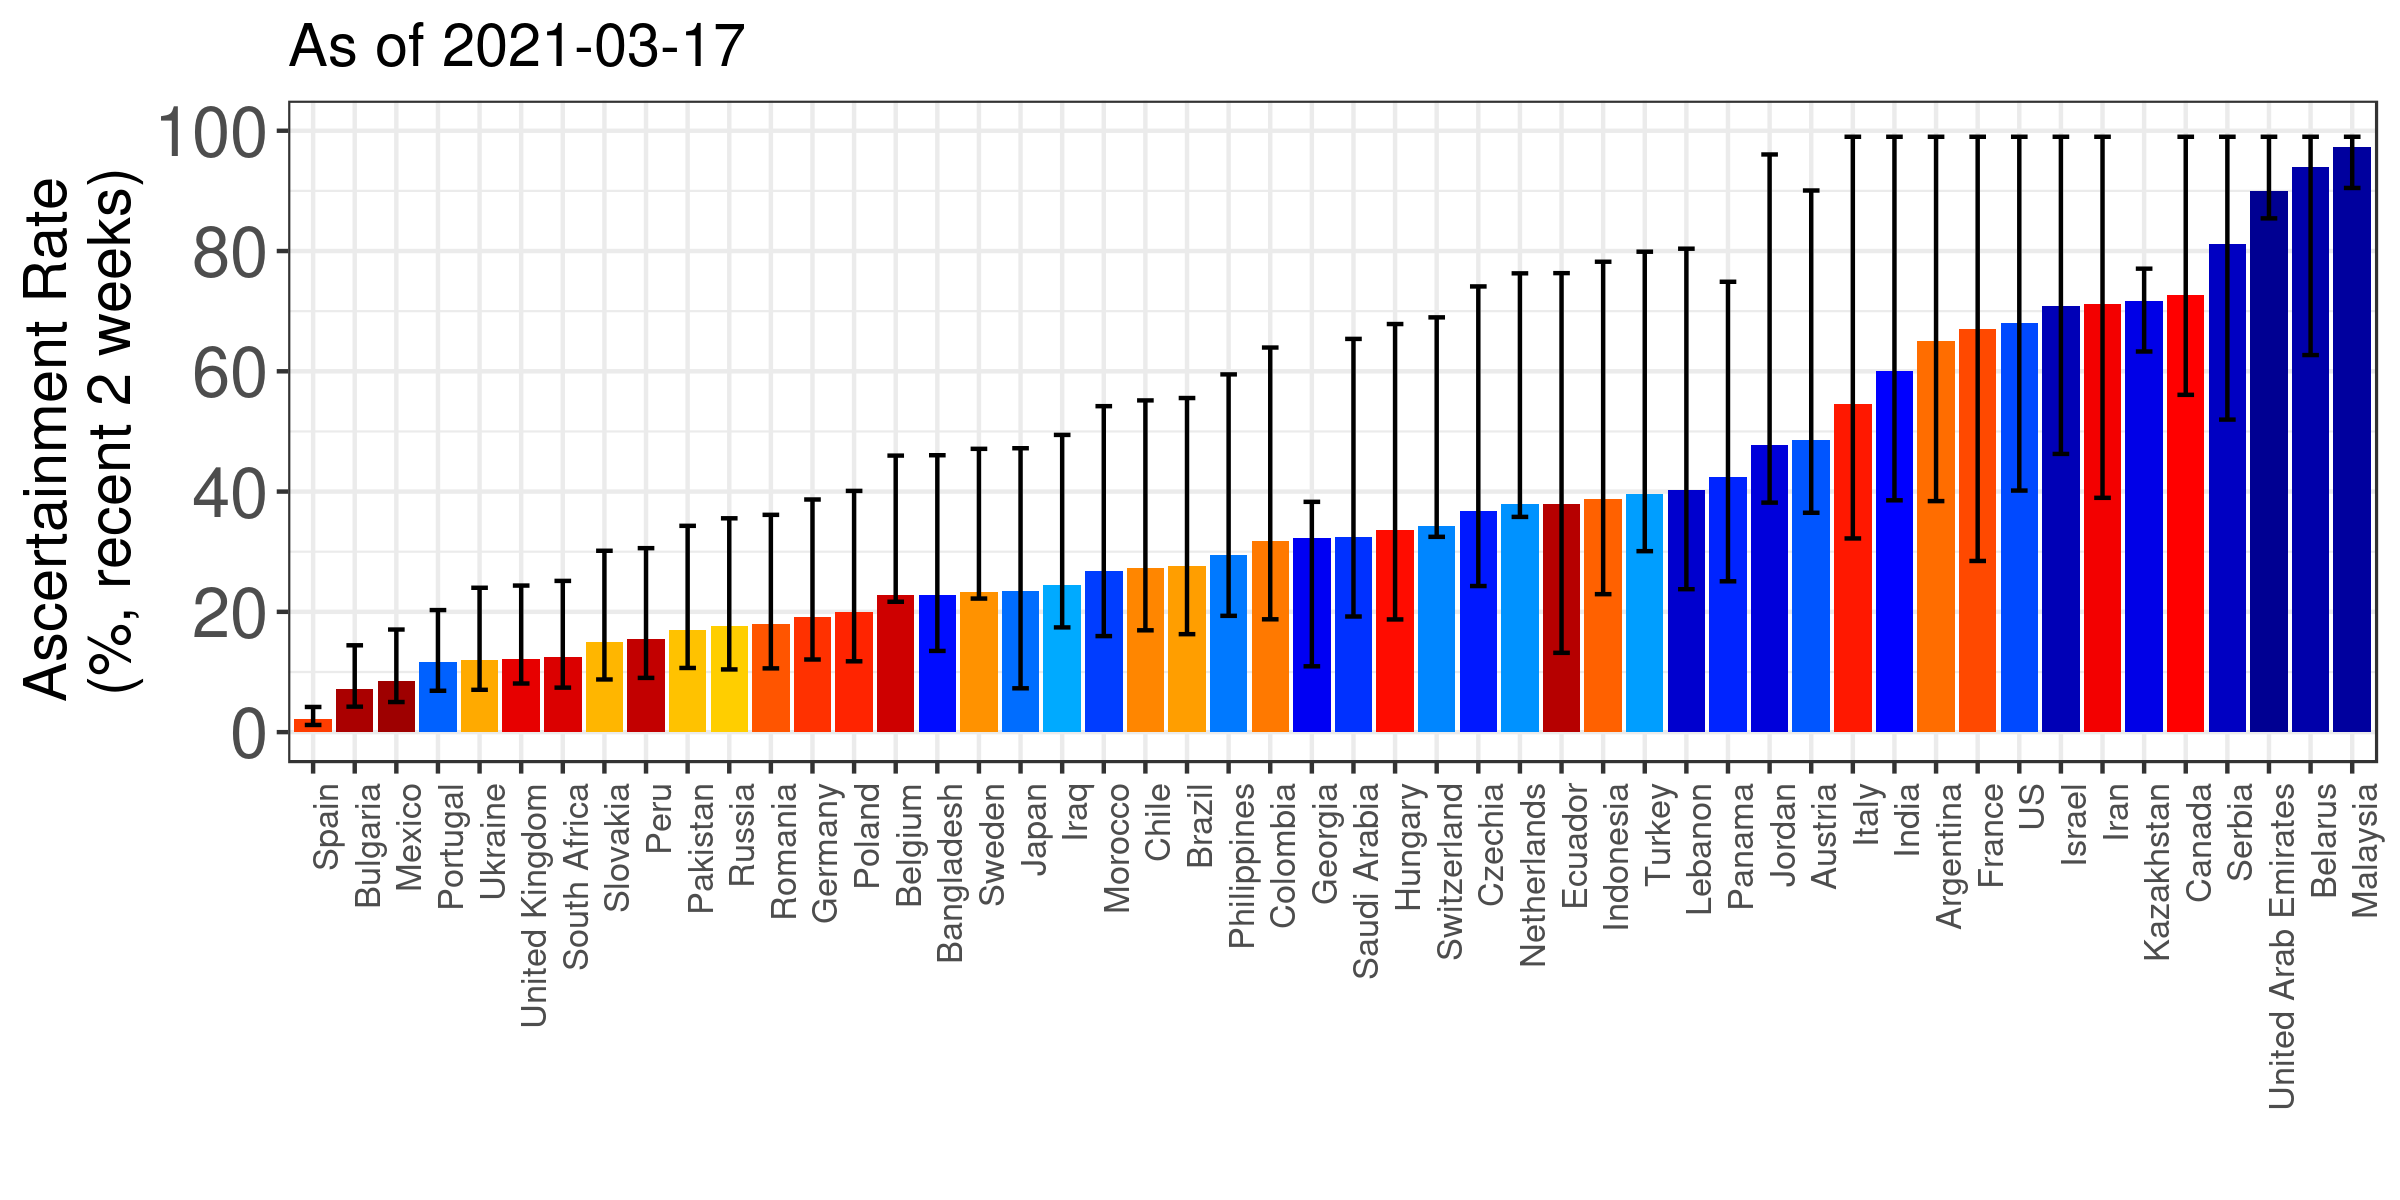 As of 2021-03-17
Ascertainment Rate
(%, recent 2 weeks)
100
80
60
40
20
0
Spain
Bulgaria
Mexico
Portugal
Ukraine
United Kingdom
South Africa
Slovakia
Peru
Pakistan
Russia
Romania
Germany
Poland
Belgium
Bangladesh
Sweden
Japan
Iraq
Morocco
Chile
Brazil
Philippines
Colombia
Georgia
Saudi Arabia
Hungary
Switzerland
Czechia
Netherlands
Ecuador
Indonesia
Turkey
Lebanon
Panama
Jordan
Austria
Italy
India
Argentina
France
US
Israel
Iran
Kazakhstan
Canada
Serbia
United Arab Emirates
Belarus
Malaysia